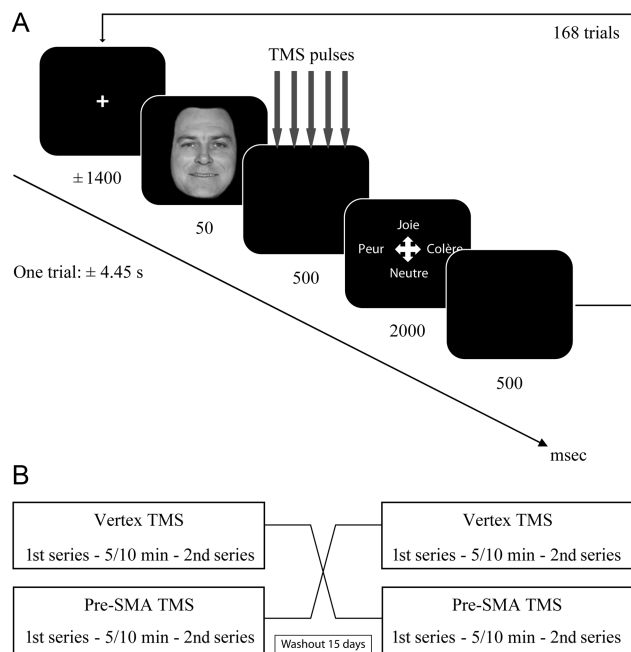 A
168 trials
TMS pulses
± 1400
50
500
Joie
Peur
Colère
Neutre
2000
500
One trial: ± 4.45 s
msec
B
Vertex TMS
1st series - 5/10 min - 2nd series
Vertex TMS
1st series - 5/10 min - 2nd series
Pre-SMA TMS
1st series - 5/10 min - 2nd series
Washout 15 days
Pre-SMA TMS
1st series - 5/10 min - 2nd series